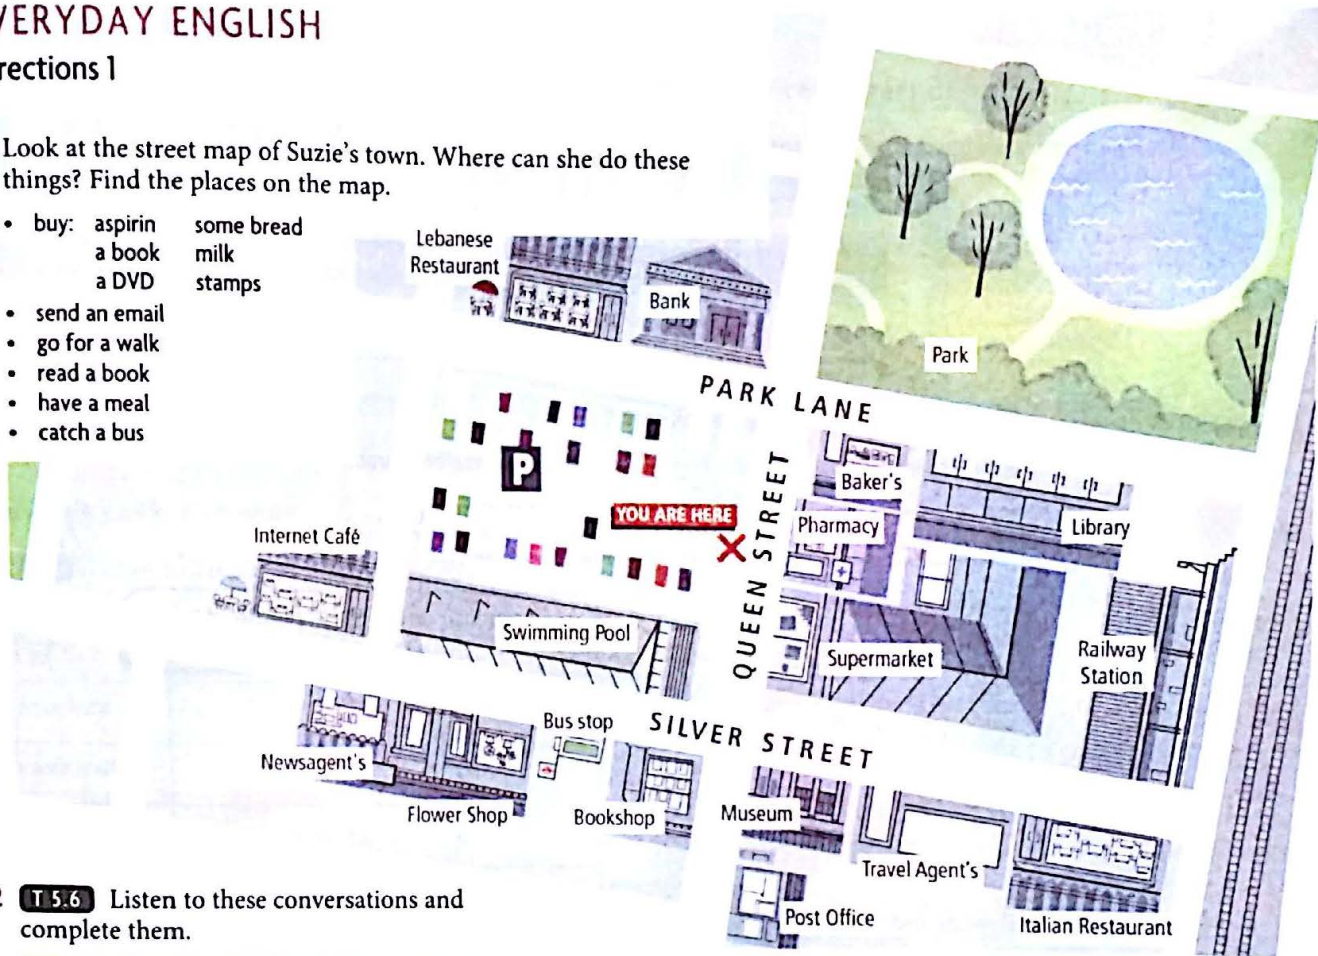 VERYDAY ENGLISH
rections 1
Look at the street map of Suzie's town. Where can she do these
things? Find the places on the map.
• buy: aspirin some bread
a book milk
a DVD stamps
• send an email
• go for a walk
• read a book
• have a meal
• catch a bus
Lebanese
Restaurant
Bank
Park
PARK LANE
P
YOU ARE HERE
QUEEN STREET
Baker's
Pharmacy
Library
Internet Café
Swimming Pool
Supermarket
Railway
Station
Bus stop
SILVER STREET
Newsagent's
Flower Shop
Bookshop
Museum
Travel Agent's
Post Office
Italian Restaurant
T 5.6 Listen to these conversations and
complete them.